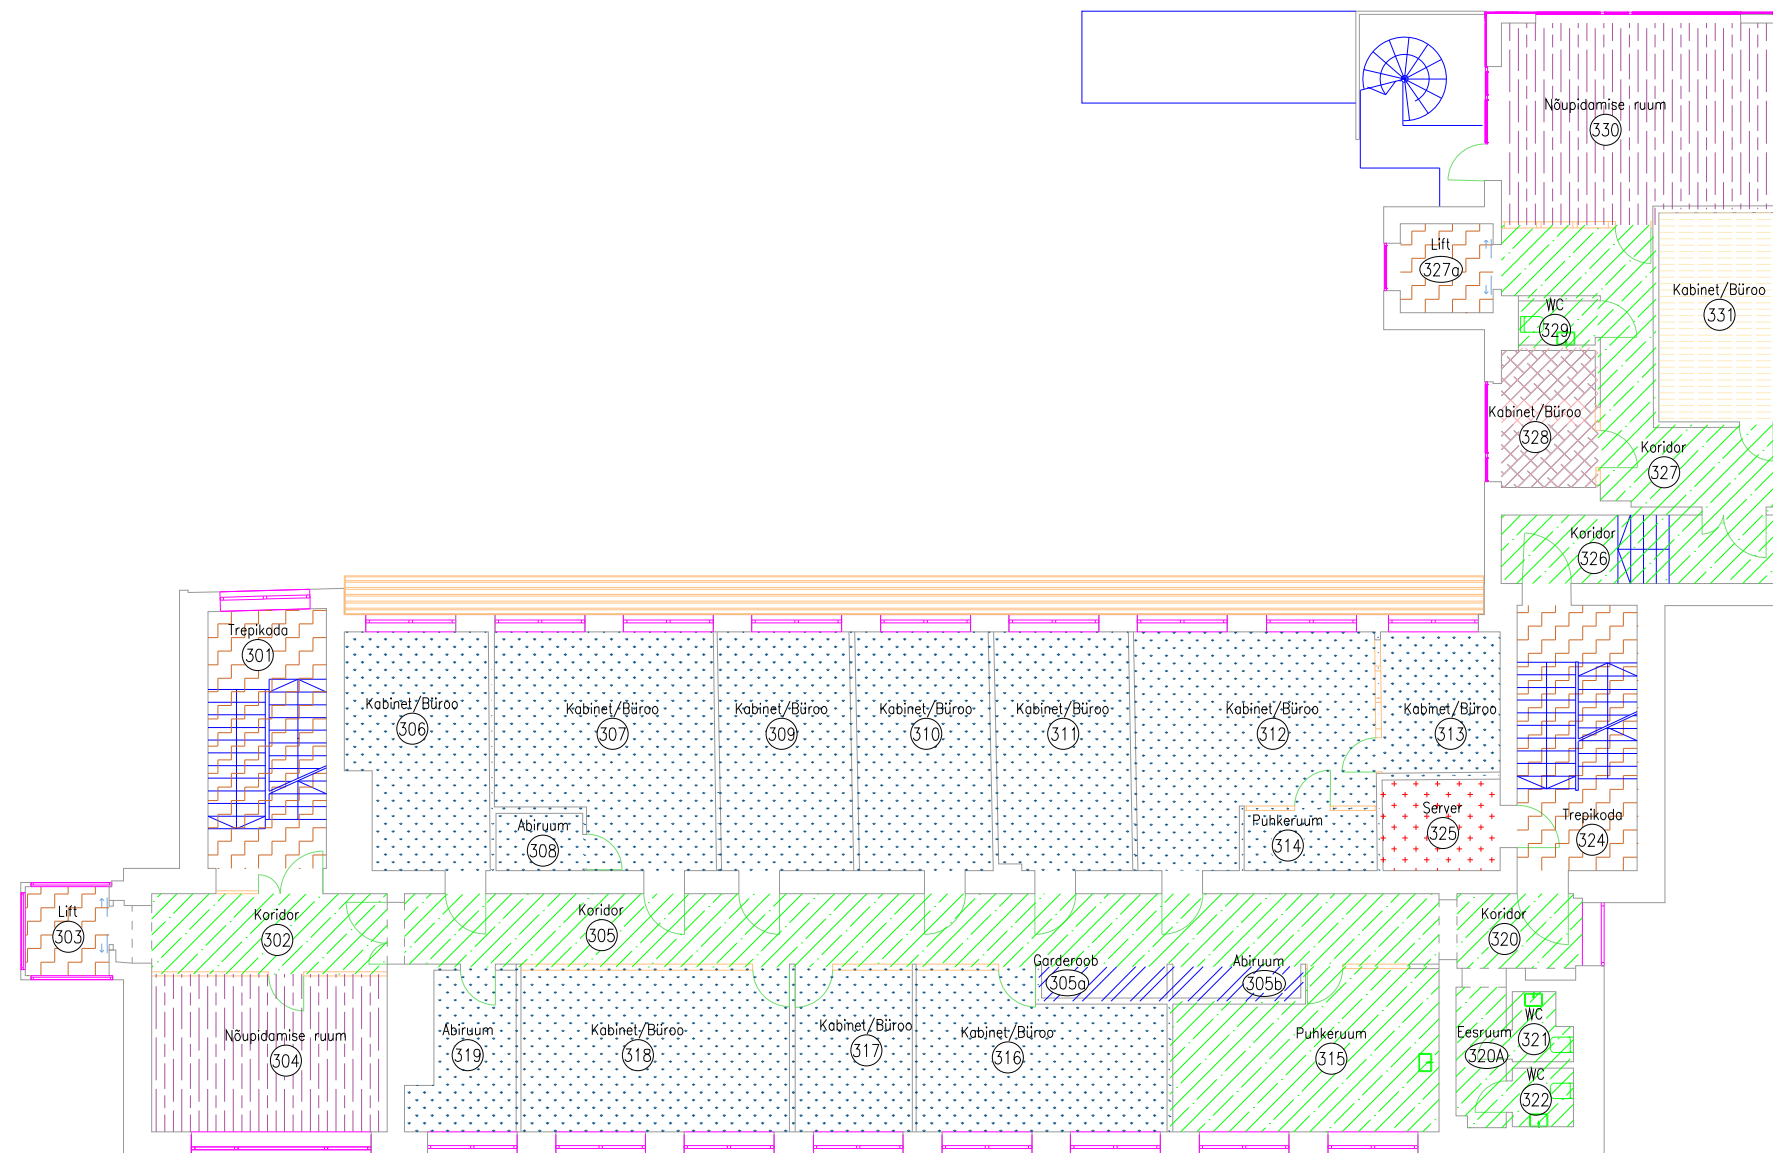 Nõupidamise ruum
330
Lift
327a
Kabinet/Büroo
331
WC
329
Kabinet/Büroo
328
Koridor
327
Koridor
326
Trepikoda
301
Kabinet/Büroo
306
Kabinet/Büroo
307
Kabinet/Büroo
309
Kabinet/Büroo
310
Kabinet/Büroo
311
Kabinet/Büroo
312
Kabinet/Büroo
313
Abiruum
308
Puhkeruum
314
Server
325
Trepikoda
324
Lift
303
Koridor
302
Koridor
305
Koridor
320
Garderoob
305a
Abiruum
305b
Nõupidamise ruum
304
Abiruum
319
Kabinet/Büroo
318
Kabinet/Büroo
317
Kabinet/Büroo
316
Puhkeruum
315
Eesruum
320A
WC
321
WC
322